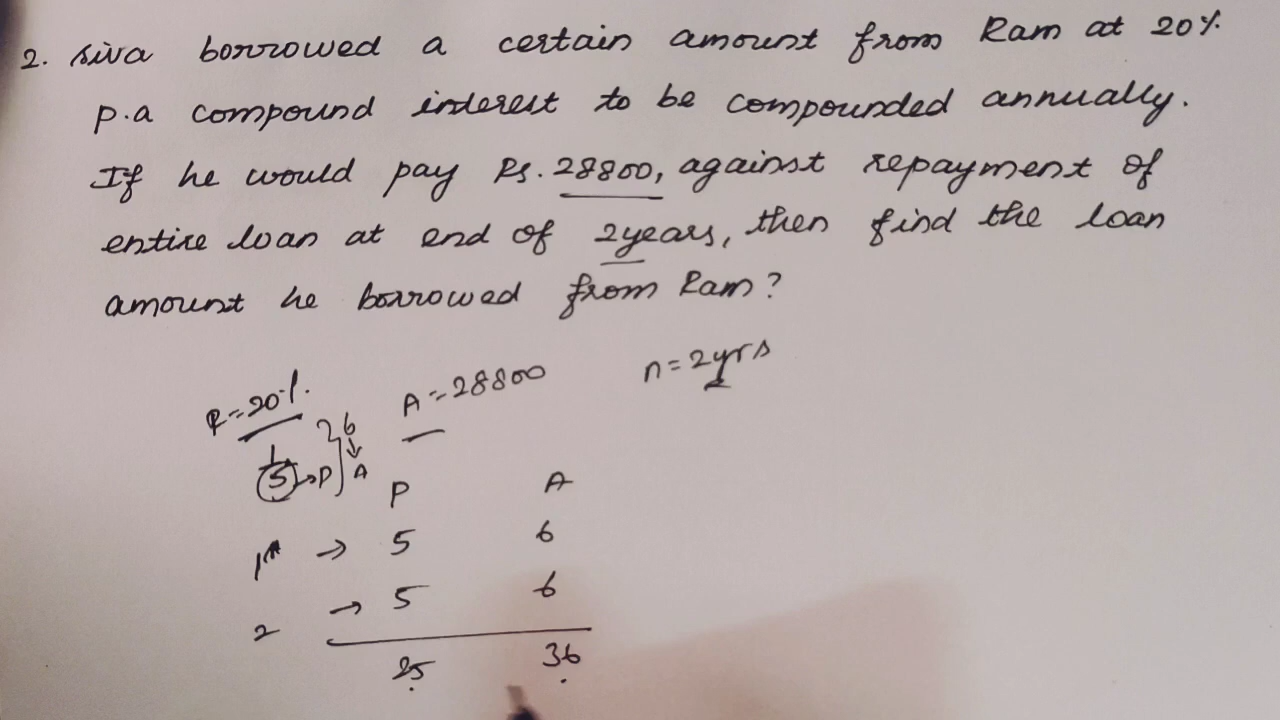 2. Siva borrowed a certain amount from Ram at 20%
p.a compound interest to be compounded annually.
If he would pay Rs. 28800, against repayment of
entire loan at end of 2years, then find the loan
amount he borrowed from Ram?
R=20%. A=28800 n=2yrs
1 6
5→P A
P A
1st → 5 6
2 → 5 6
25 36